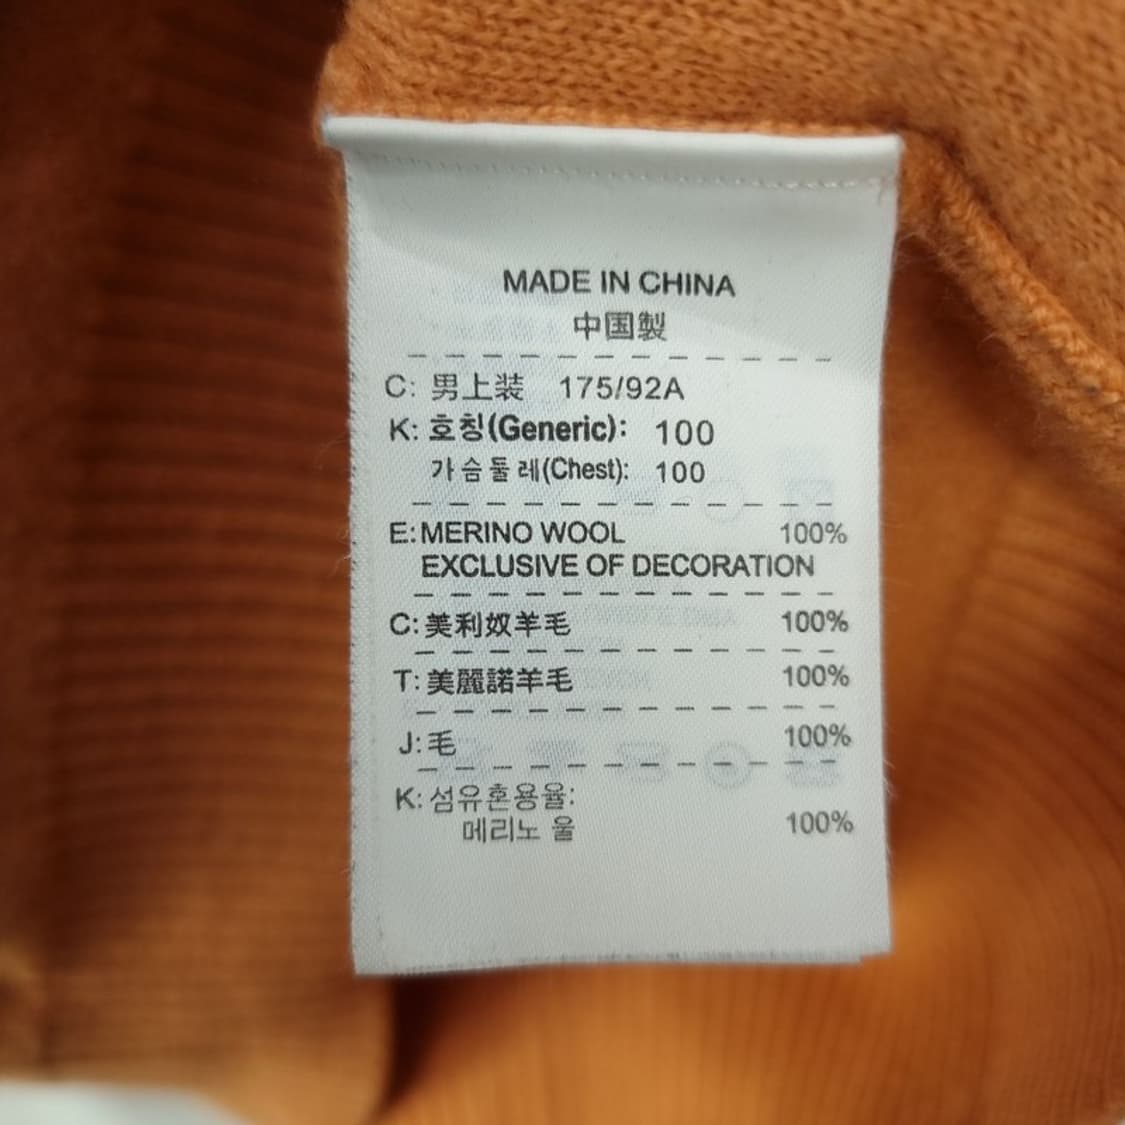 MADE IN CHINA
中国製
C: 男上装 175/92A
K: 호칭(Generic): 100
가슴둘레(Chest): 100
E: MERINO WOOL 100%
EXCLUSIVE OF DECORATION
C: 美利奴羊毛 100%
T: 美麗諾羊毛 100%
J: 毛 100%
K: 섬유혼용율:
메리노 울 100%